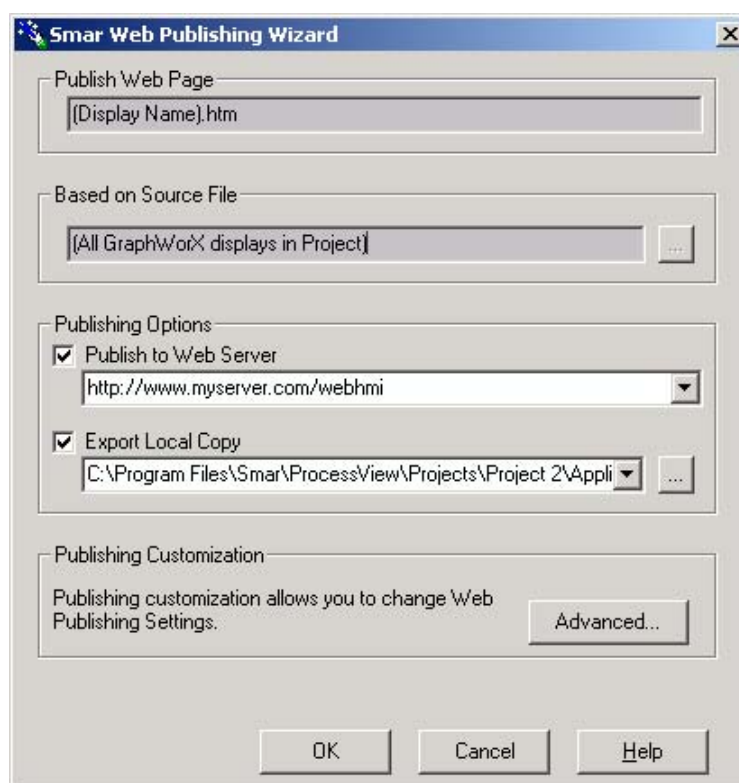 Smar Web Publishing Wizard
Publish Web Page
(Display Name).htm
Based on Source File
(All GraphWorX displays in Project)
...
Publishing Options
Publish to Web Server
http://www.myserver.com/webhmi
Export Local Copy
C:\Program Files\Smar\ProcessView\Projects\Project 2\Appli
...
Publishing Customization
Publishing customization allows you to change Web
Publishing Settings.
Advanced...
OK Cancel Help